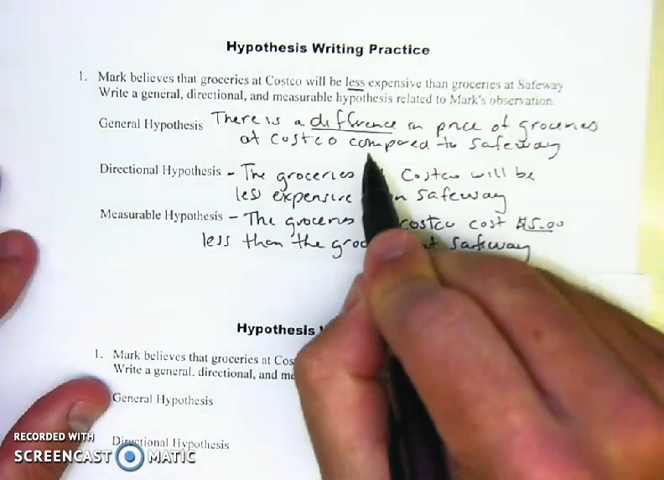 Hypothesis Writing Practice
1. Mark believes that groceries at Costco will be less expensive than groceries at Safeway
Write a general, directional, and measurable hypothesis related to Mark's observation.
General Hypothesis There is a difference in price of groceries
at Costco compared to Safeway
Directional Hypothesis - The groceries Costco will be
less expensive Safeway
Measurable Hypothesis - The groceries costco cost $5.00
less than the at Safeway
Hypothesis
1. Mark believes that groceries at Cos
Write a general, directional, and me
General Hypothesis
Directional Hypothesis
RECORDED WITH
SCREENCAST MATIC